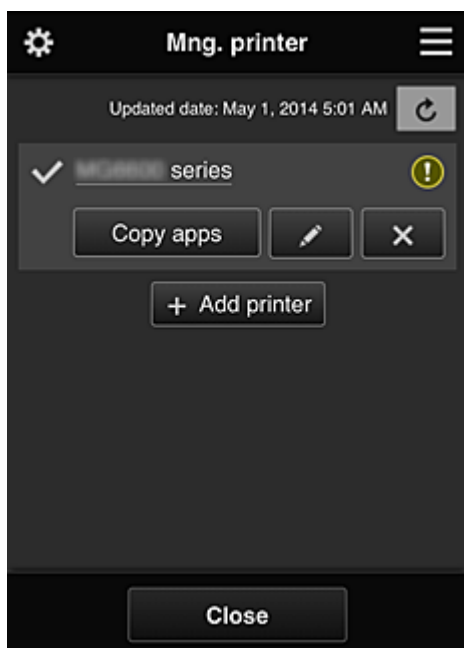 Mng. printer
Updated date: May 1, 2014 5:01 AM
series
Copy apps
+ Add printer
Close